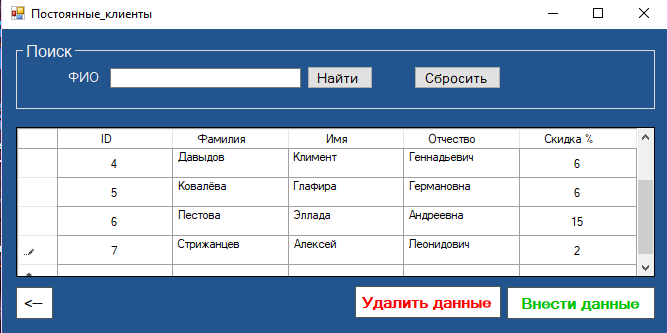 Постоянные_клиенты
Поиск
ФИО Найти Сбросить
ID Фамилия Имя Отчество Скидка %
4 Давыдов Климент Геннадьевич 6
5 Ковалёва Глафира Германовна 6
6 Пестова Эллада Андреевна 15
7 Стрижанцев Алексей Леонидович 2
<-- Удалить данные Внести данные